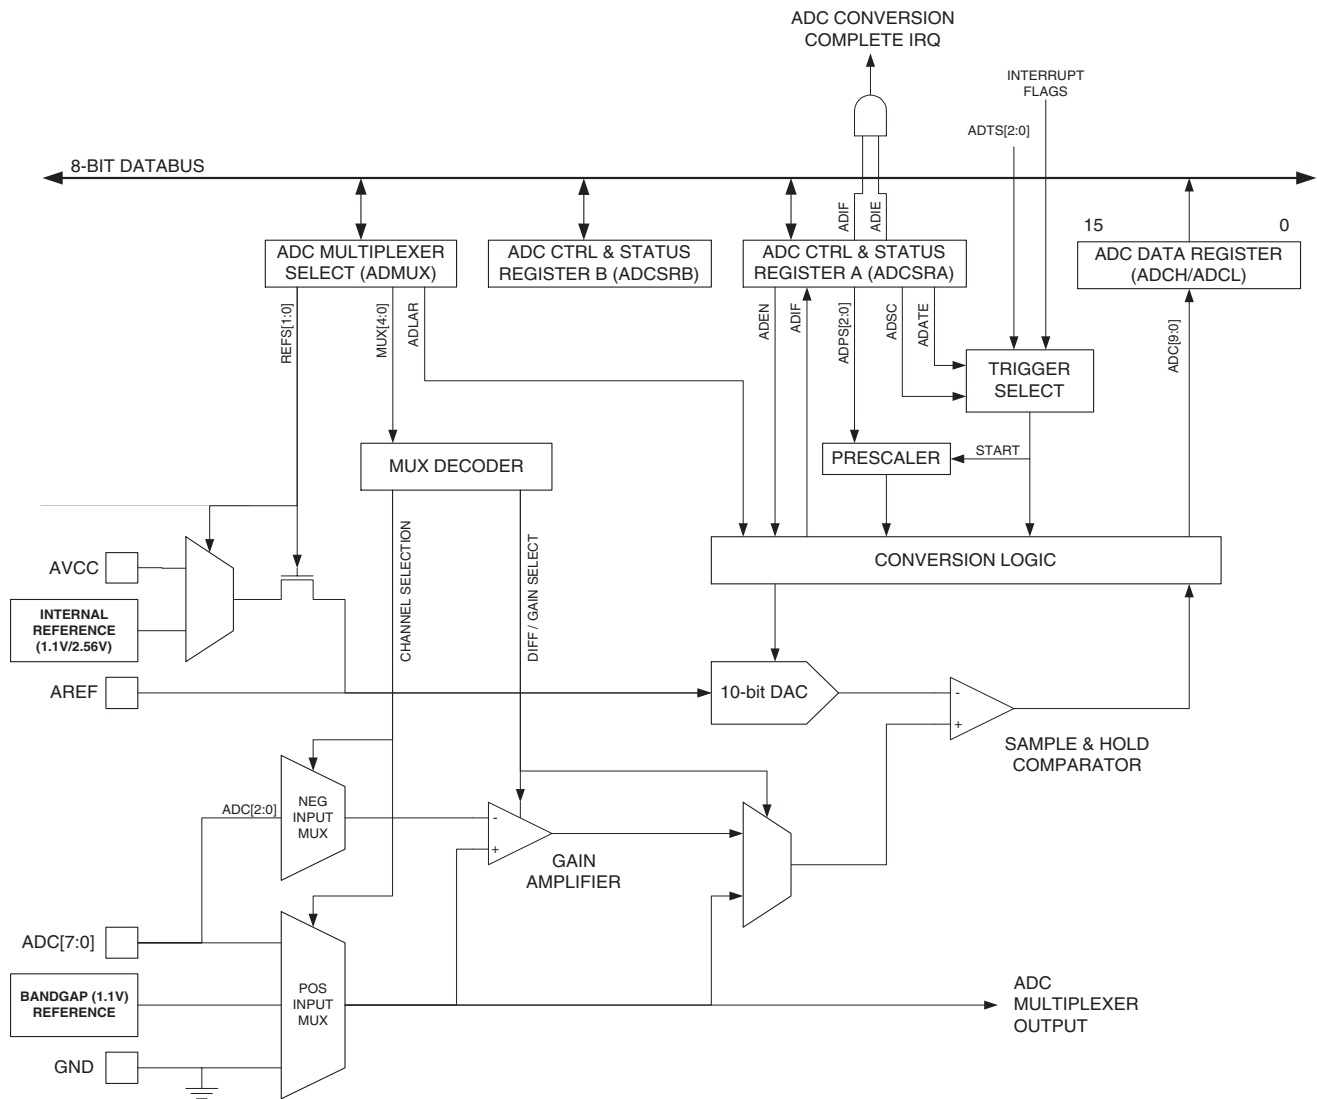 ADC CONVERSION
COMPLETE IRQ
INTERRUPT
FLAGS
ADTS[2:0]
8-BIT DATABUS
ADIF
ADIE
15
0
ADC MULTIPLEXER
SELECT (ADMUX)
ADC CTRL & STATUS
REGISTER B (ADCSRB)
ADC CTRL & STATUS
REGISTER A (ADCSRA)
ADC DATA REGISTER
(ADCH/ADCL)
REFS[1:0]
MUX[4:0]
ADLAR
ADEN
ADIF
ADPS[2:0]
ADSC
ADATE
ADC[9:0]
TRIGGER
SELECT
MUX DECODER
PRESCALER
START
CHANNEL SELECTION
DIFF / GAIN SELECT
CONVERSION LOGIC
AVCC
INTERNAL
REFERENCE
(1.1V/2.56V)
AREF
10-bit DAC
-
+
SAMPLE & HOLD
COMPARATOR
ADC[2:0]
NEG
INPUT
MUX
-
+
GAIN
AMPLIFIER
ADC[7:0]
BANDGAP (1.1V)
REFERENCE
POS
INPUT
MUX
ADC
MULTIPLEXER
OUTPUT
GND